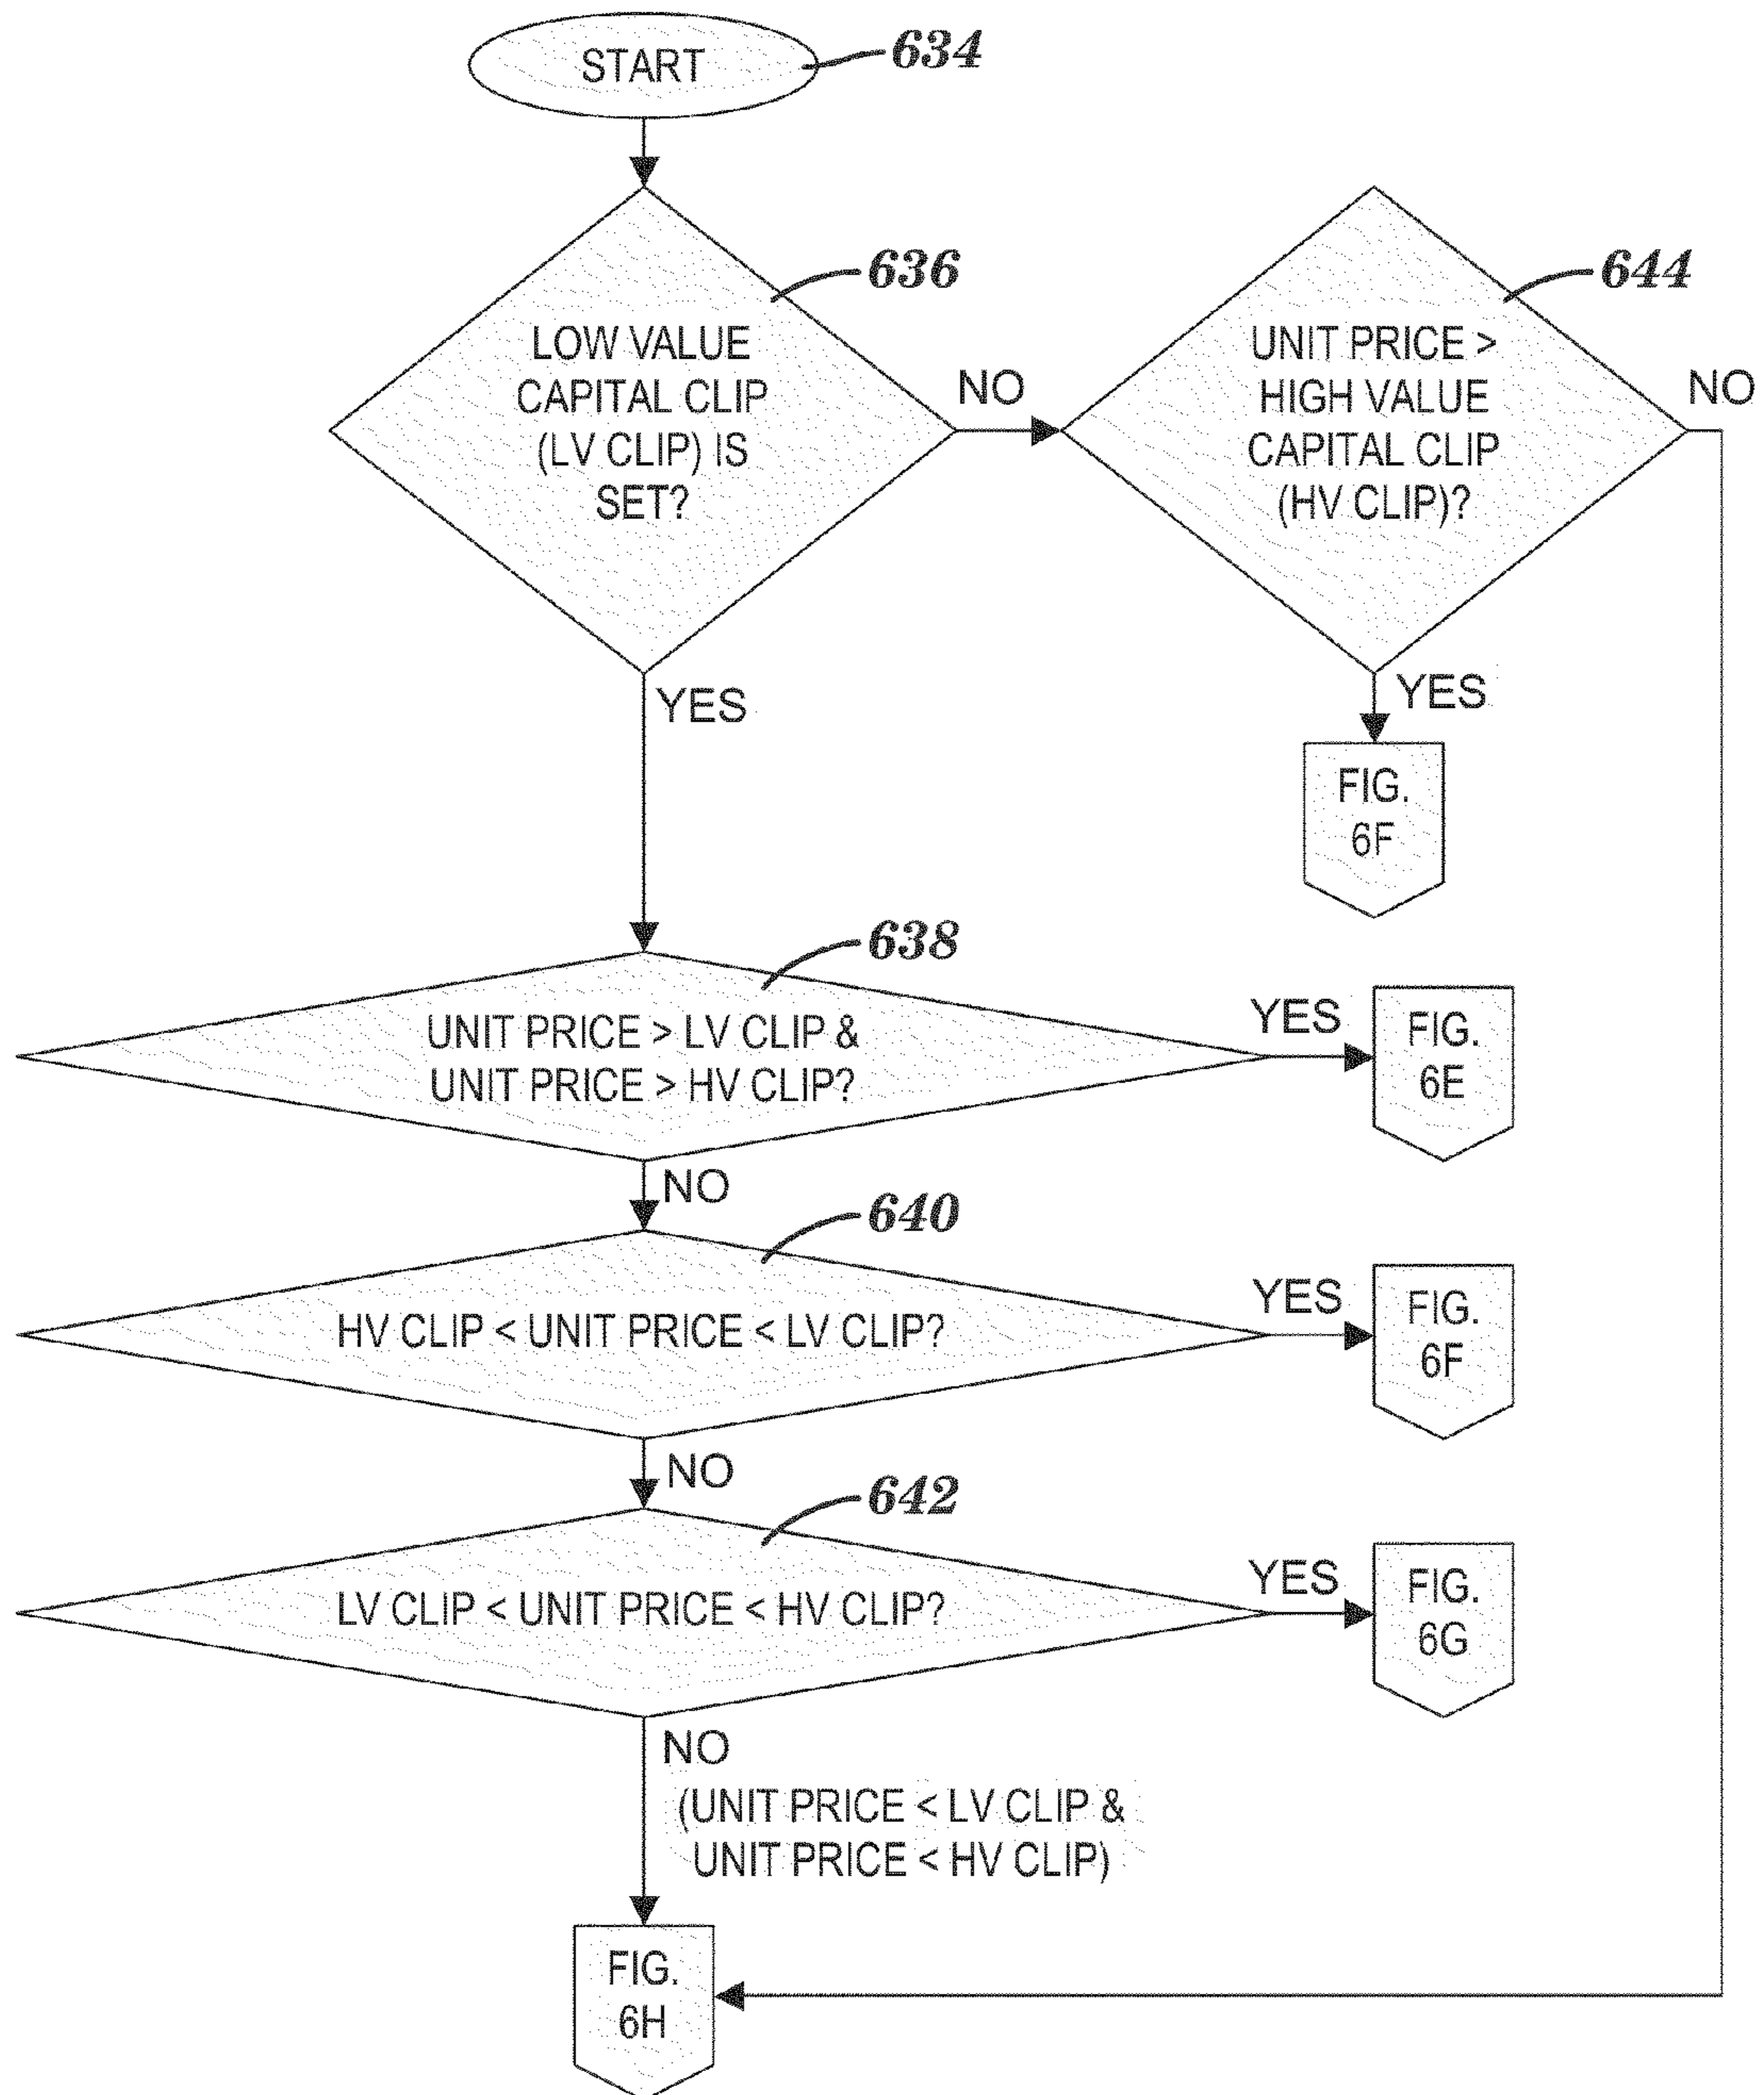 START
634
636
LOW VALUE
CAPITAL CLIP
(LV CLIP) IS
SET?
NO
644
UNIT PRICE >
HIGH VALUE
CAPITAL CLIP
(HV CLIP)?
NO
YES
YES
FIG.
6F
638
UNIT PRICE > LV CLIP &
UNIT PRICE > HV CLIP?
YES
FIG.
6E
NO
640
HV CLIP < UNIT PRICE < LV CLIP?
YES
FIG.
6F
NO
642
LV CLIP < UNIT PRICE < HV CLIP?
YES
FIG.
6G
NO
(UNIT PRICE < LV CLIP &
UNIT PRICE < HV CLIP)
FIG.
6H